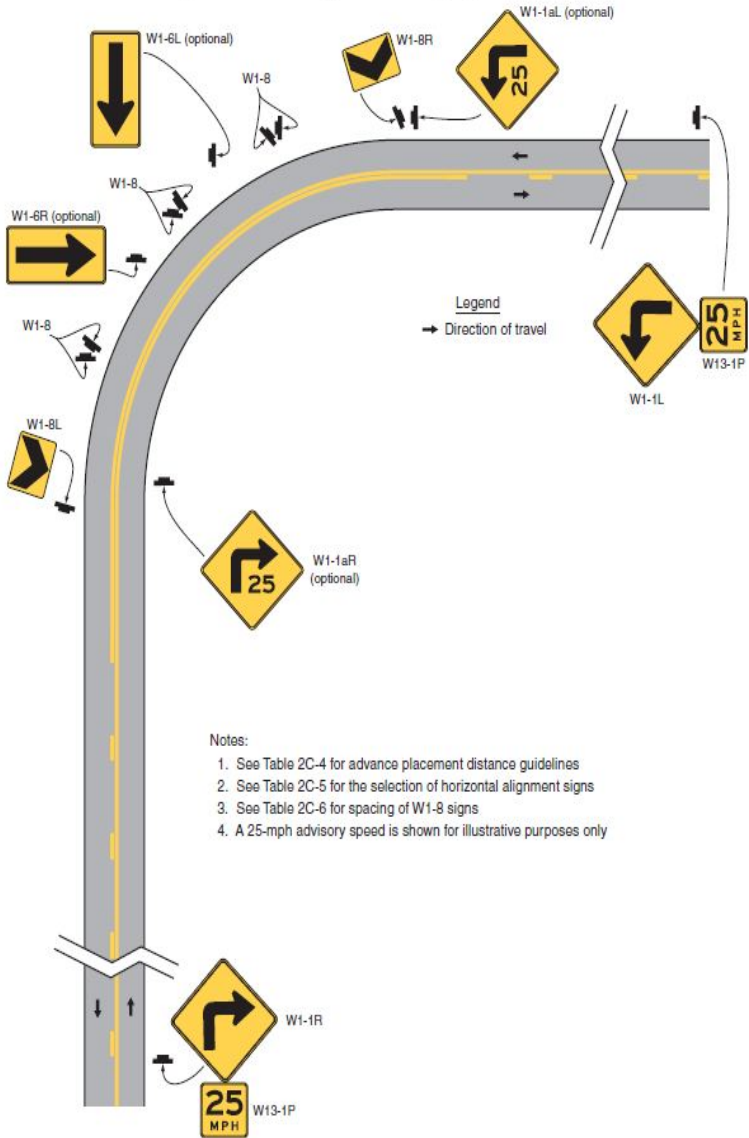 W1-1aL (optional)
W1-6L (optional)
W1-8R
25
W1-8
W1-8
W1-6R (optional)
Legend
Direction of travel
25
MPH
W13-1P
W1-1L
W1-8
W1-8L
25
W1-1aR
(optional)
Notes:
1. See Table 2C-4 for advance placement distance guidelines
2. See Table 2C-5 for the selection of horizontal alignment signs
3. See Table 2C-6 for spacing of W1-8 signs
4. A 25-mph advisory speed is shown for illustrative purposes only
W1-1R
25
MPH
W13-1P